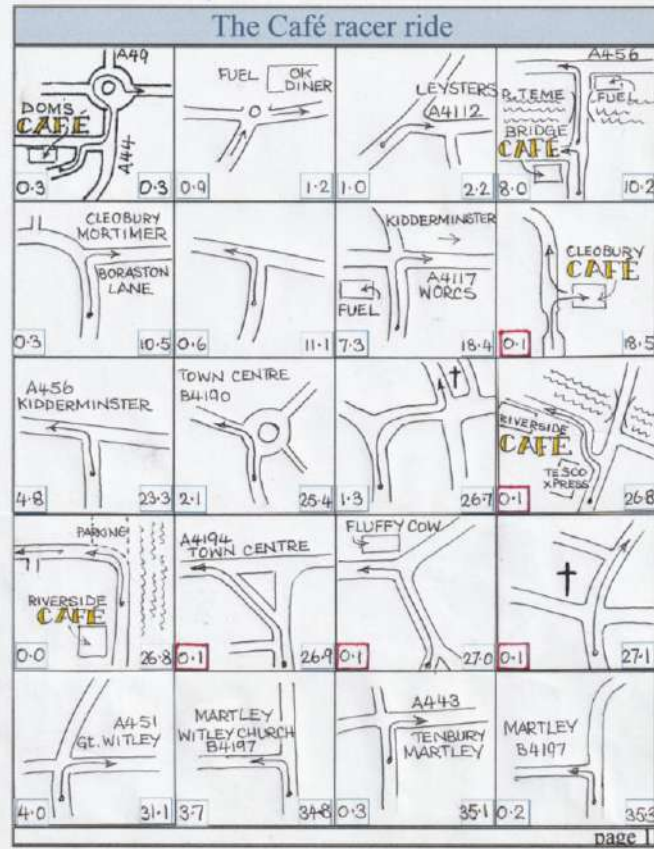 The Café racer ride
A49
DOM'S
CAFÉ
A44
0.3
0.3
FUEL
OK
DINER
0.9
1.2
LEYSTERS
A4112
1.0
2.2
A456
R. TEME
FUEL
BRIDGE
CAFÉ
8.0
10.2
CLEOBURY
MORTIMER
BORASTON
LANE
0.3
10.5
0.6
11.1
KIDDERMINSTER
A4117
WORCS
FUEL
7.3
18.4
CLEOBURY
CAFÉ
0.1
18.5
A456
KIDDERMINSTER
4.8
23.3
TOWN CENTRE
B4190
2.1
25.4
1.3
26.7
RIVERSIDE
CAFÉ
TESCO
XPRESS
0.1
26.8
PARKING
RIVERSIDE
CAFÉ
0.0
26.8
A4194
TOWN CENTRE
0.1
26.9
FLUFFY COW
0.1
27.0
0.1
27.1
A451
Gt. WITLEY
4.0
31.1
MARTLEY
WITLEY CHURCH
B4197
3.7
34.8
A443
TENBURY
MARTLEY
0.3
35.1
MARTLEY
B4197
0.2
35.3
page 1